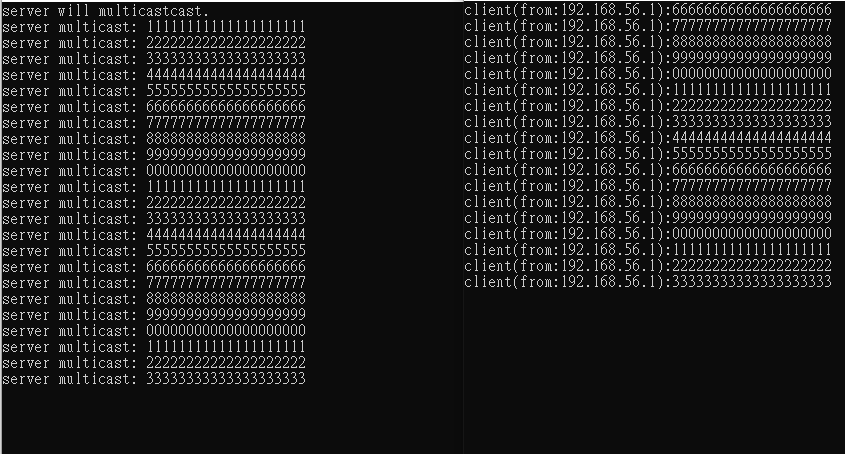 server will multicastcast.
server multicast: 11111111111111111111
server multicast: 22222222222222222222
server multicast: 33333333333333333333
server multicast: 44444444444444444444
server multicast: 55555555555555555555
server multicast: 66666666666666666666
server multicast: 77777777777777777777
server multicast: 88888888888888888888
server multicast: 99999999999999999999
server multicast: 00000000000000000000
server multicast: 11111111111111111111
server multicast: 22222222222222222222
server multicast: 33333333333333333333
server multicast: 44444444444444444444
server multicast: 55555555555555555555
server multicast: 66666666666666666666
server multicast: 77777777777777777777
server multicast: 88888888888888888888
server multicast: 99999999999999999999
server multicast: 00000000000000000000
server multicast: 11111111111111111111
server multicast: 22222222222222222222
server multicast: 33333333333333333333
client(from:192.168.56.1):66666666666666666666
client(from:192.168.56.1):77777777777777777777
client(from:192.168.56.1):88888888888888888888
client(from:192.168.56.1):99999999999999999999
client(from:192.168.56.1):00000000000000000000
client(from:192.168.56.1):11111111111111111111
client(from:192.168.56.1):22222222222222222222
client(from:192.168.56.1):33333333333333333333
client(from:192.168.56.1):44444444444444444444
client(from:192.168.56.1):55555555555555555555
client(from:192.168.56.1):66666666666666666666
client(from:192.168.56.1):77777777777777777777
client(from:192.168.56.1):88888888888888888888
client(from:192.168.56.1):99999999999999999999
client(from:192.168.56.1):00000000000000000000
client(from:192.168.56.1):11111111111111111111
client(from:192.168.56.1):22222222222222222222
client(from:192.168.56.1):33333333333333333333